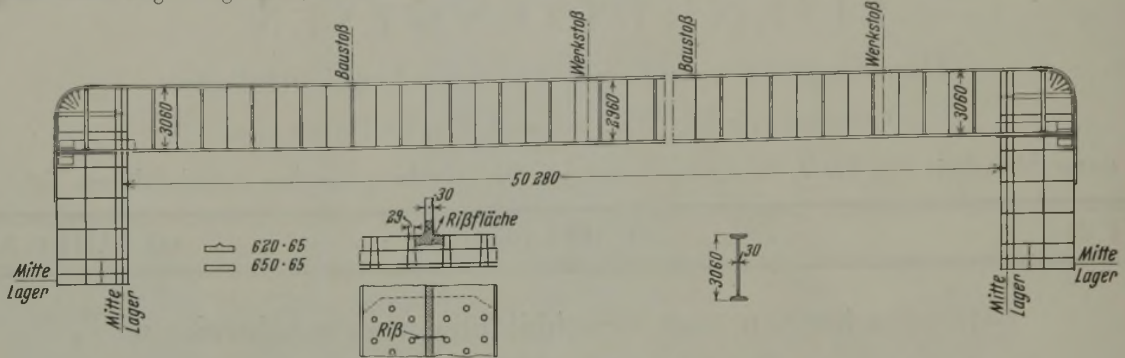 Baustoß
Werkstoß
Baustoß
Werkstoß
3060
2960
3060
50 280
30
29
Rißfläche
620·65
650·65
3060
30
Mitte
Lager
Mitte
Lager
Riß
Mitte
Lager
Mitte
Lager